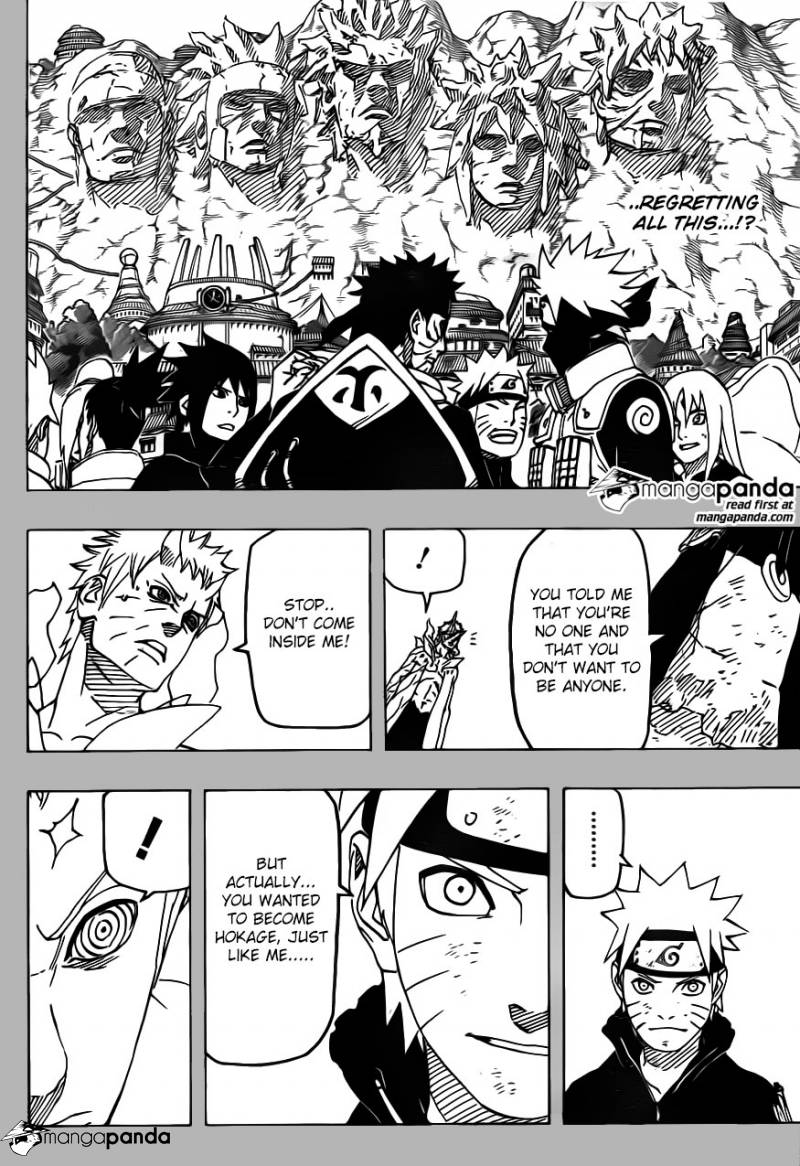 ..REGRETTING
ALL THIS...!?
mangapanda
read first at
mangapanda.com
YOU TOLD ME
THAT YOU'RE
NO ONE AND
THAT YOU
DON'T WANT TO
BE ANYONE.
!
STOP..
DON'T COME
INSIDE ME!
.........
BUT
ACTUALLY...
YOU WANTED
TO BECOME
HOKAGE, JUST
LIKE ME.....
!
mangapanda